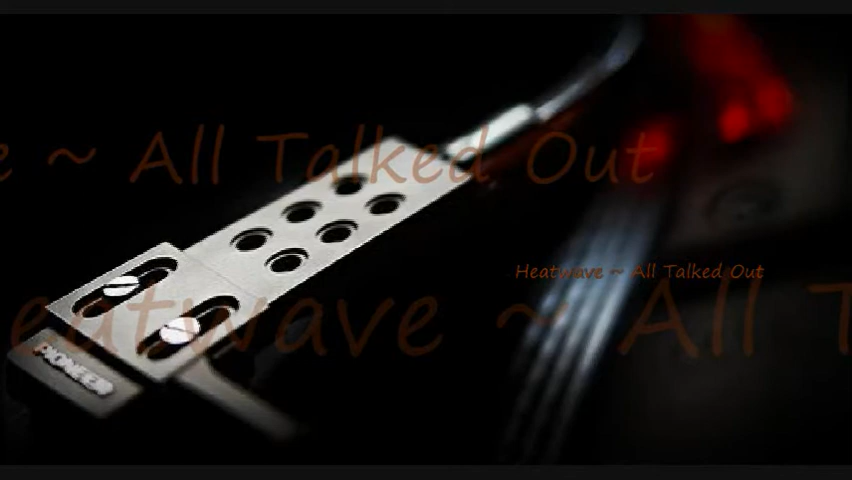 e ~ All Talked Out
Heatwave ~ All Talked Out
eatwave ~ All T
PIONEER